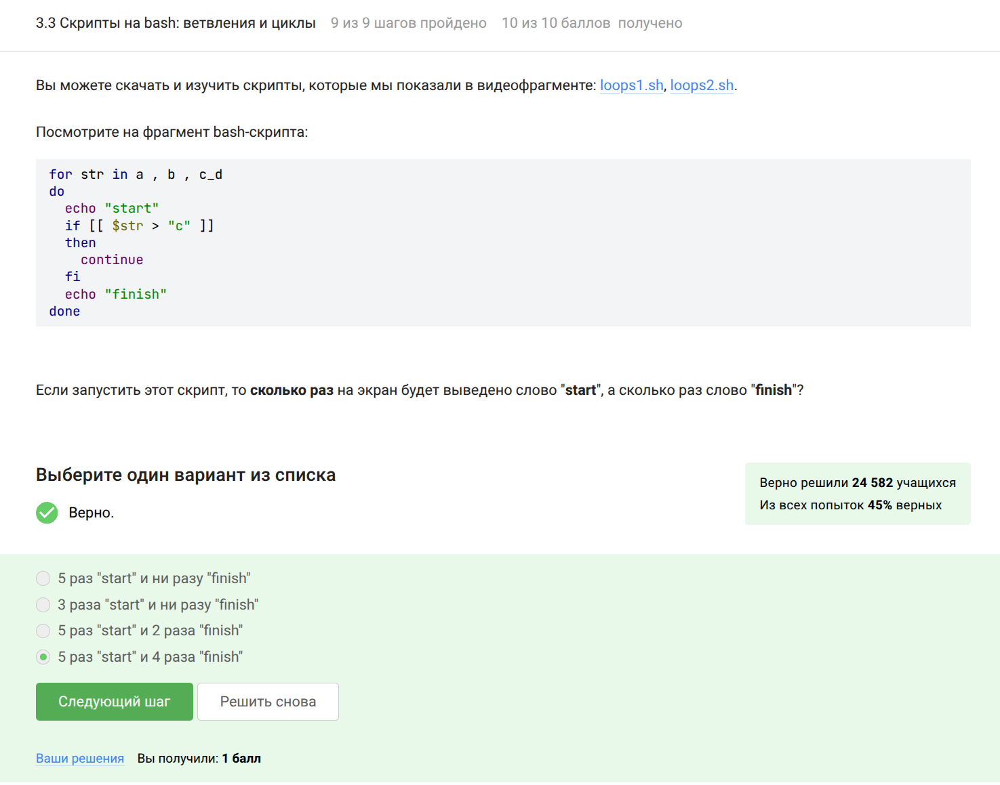 3.3 Скрипты на bash: ветвления и циклы 9 из 9 шагов пройдено 10 из 10 баллов получено
Вы можете скачать и изучить скрипты, которые мы показали в видеофрагменте: loops1.sh, loops2.sh.
Посмотрите на фрагмент bash-скрипта:
for str in a , b , c_d
do
  echo "start"
  if [[ $str > "c" ]]
  then
    continue
  fi
  echo "finish"
done
Если запустить этот скрипт, то сколько раз на экран будет выведено слово "start", а сколько раз слово "finish"?
Выберите один вариант из списка
Верно решили 24 582 учащихся
Из всех попыток 45% верных
Верно.
5 раз "start" и ни разу "finish"
3 раза "start" и ни разу "finish"
5 раз "start" и 2 раза "finish"
5 раз "start" и 4 раза "finish"
Следующий шаг Решить снова
Ваши решения Вы получили: 1 балл